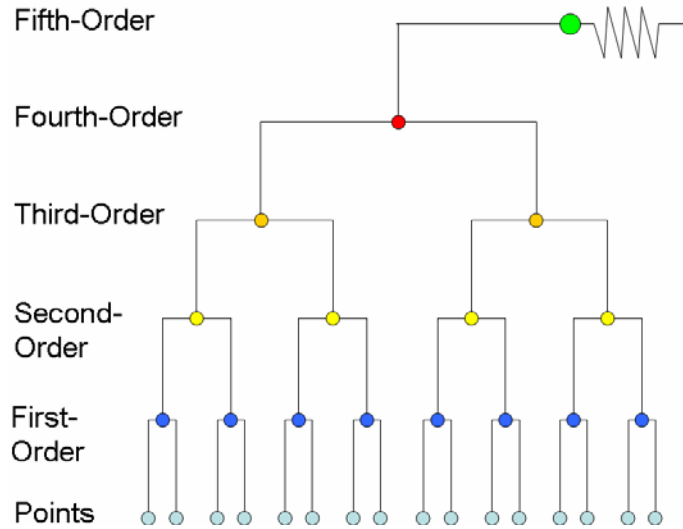 Fifth-Order
Fourth-Order
Third-Order
Second-
Order
First-
Order
Points